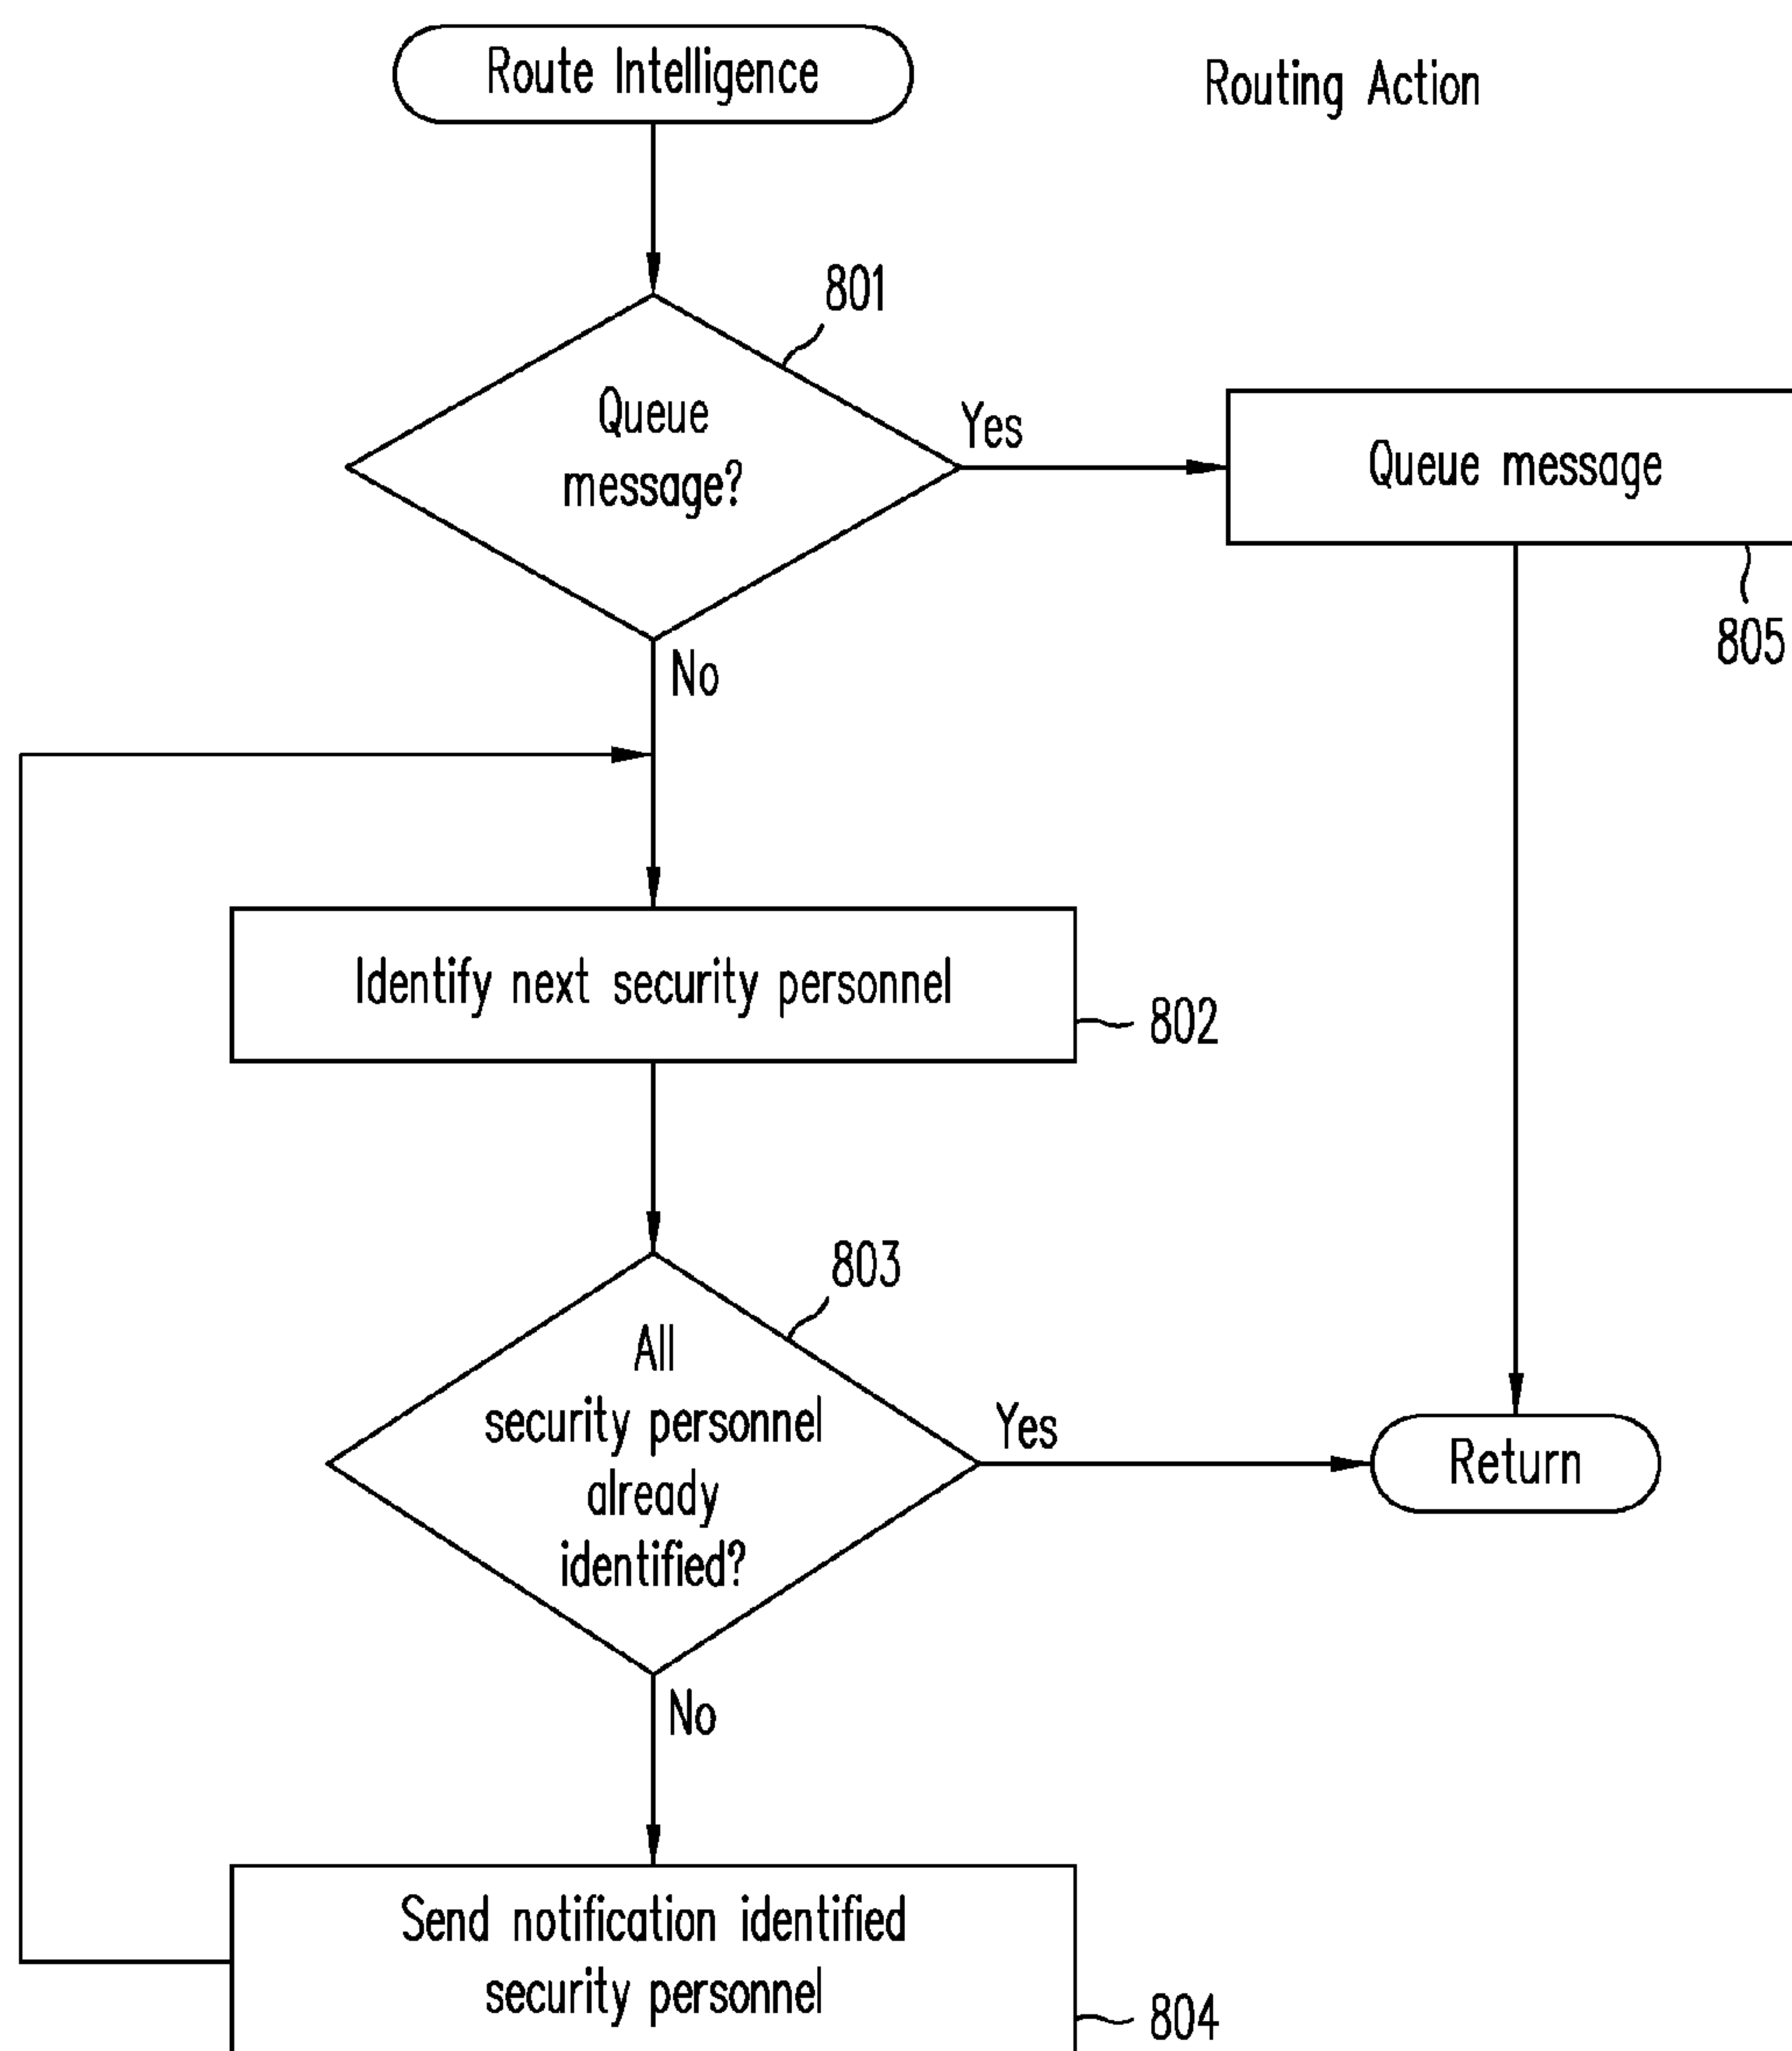 Route Intelligence
Routing Action
801
Queue
message?
Yes
Queue message
805
No
Identify next security personnel
802
803
All
security personnel
already
identified?
Yes
Return
No
Send notification identified
security personnel
804